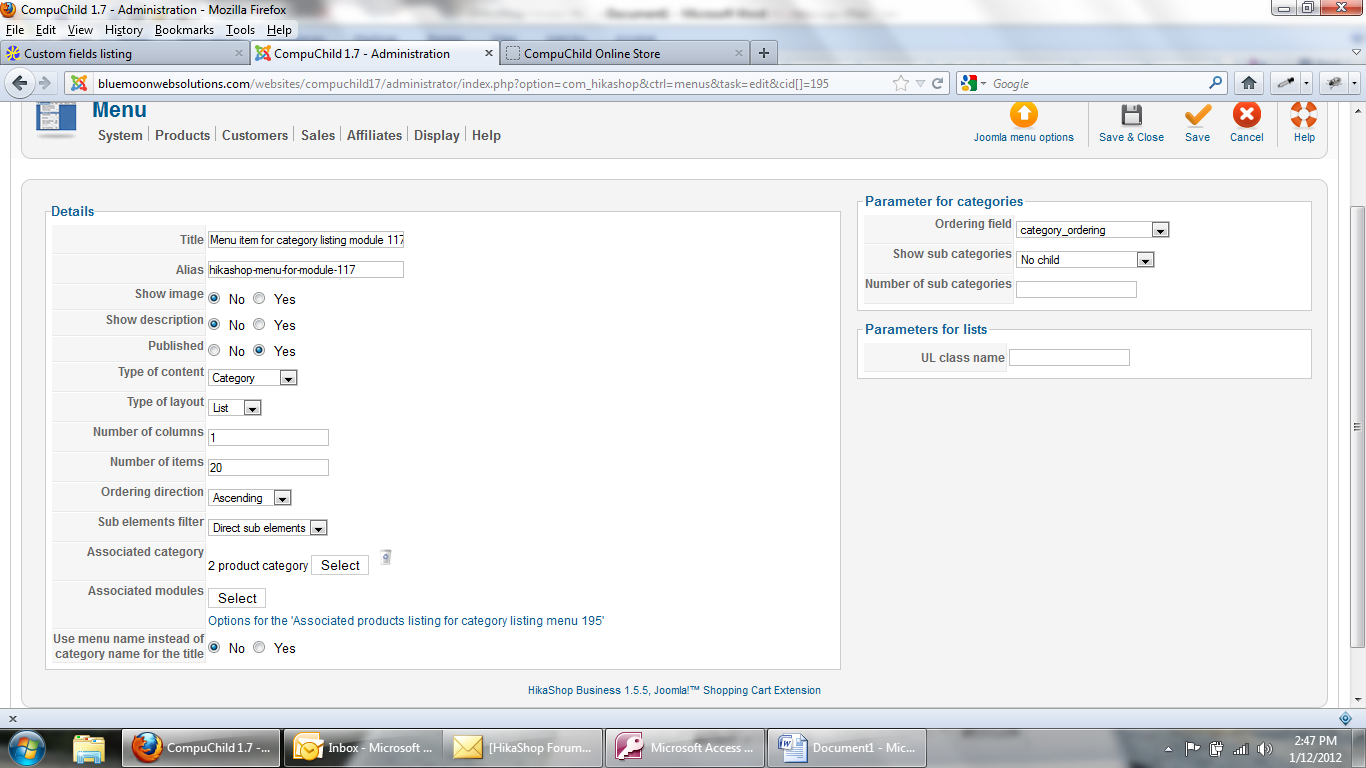 CompuChild 1.7 - Administration - Mozilla Firefox
File Edit View History Bookmarks Tools Help
Custom fields listing
CompuChild 1.7 - Administration
CompuChild Online Store
bluemoonwebsolutions.com/websites/compuchild17/administrator/index.php?option=com_hikashop&ctrl=menus&task=edit&cid[]=195
Google
Menu
System Products Customers Sales Affiliates Display Help
Joomla menu options
Save & Close
Save
Cancel
Help
Details
Title Menu item for category listing module 117
Alias hikashop-menu-for-module-117
Show image No Yes
Show description No Yes
Published No Yes
Type of content Category
Type of layout List
Number of columns 1
Number of items 20
Ordering direction Ascending
Sub elements filter Direct sub elements
Associated category 2 product category Select
Associated modules Select
Options for the 'Associated products listing for category listing menu 195'
Use menu name instead of
category name for the title No Yes
Parameter for categories
Ordering field category_ordering
Show sub categories No child
Number of sub categories
Parameters for lists
UL class name
HikaShop Business 1.5.5, Joomla!™ Shopping Cart Extension
x
CompuChild 1.7 -...
Inbox - Microsoft ...
[HikaShop Forum...
Microsoft Access ...
Document1 - Mic...
2:47 PM
1/12/2012